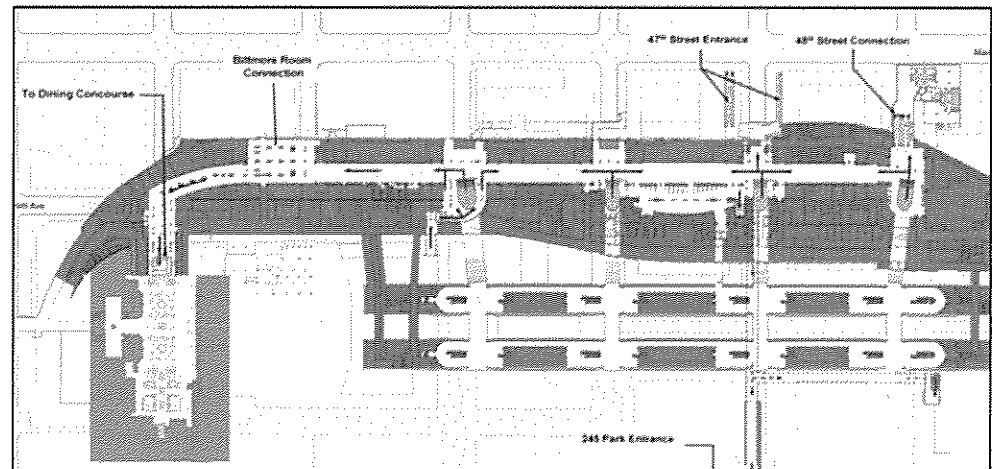 47th Street Entrance
48th Street Connection
Biltmore Room
Connection
To Dining Concourse
245 Park Entrance